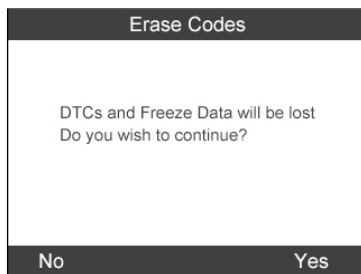 Erase Codes
DTCs and Freeze Data will be lost
Do you wish to continue?
No Yes